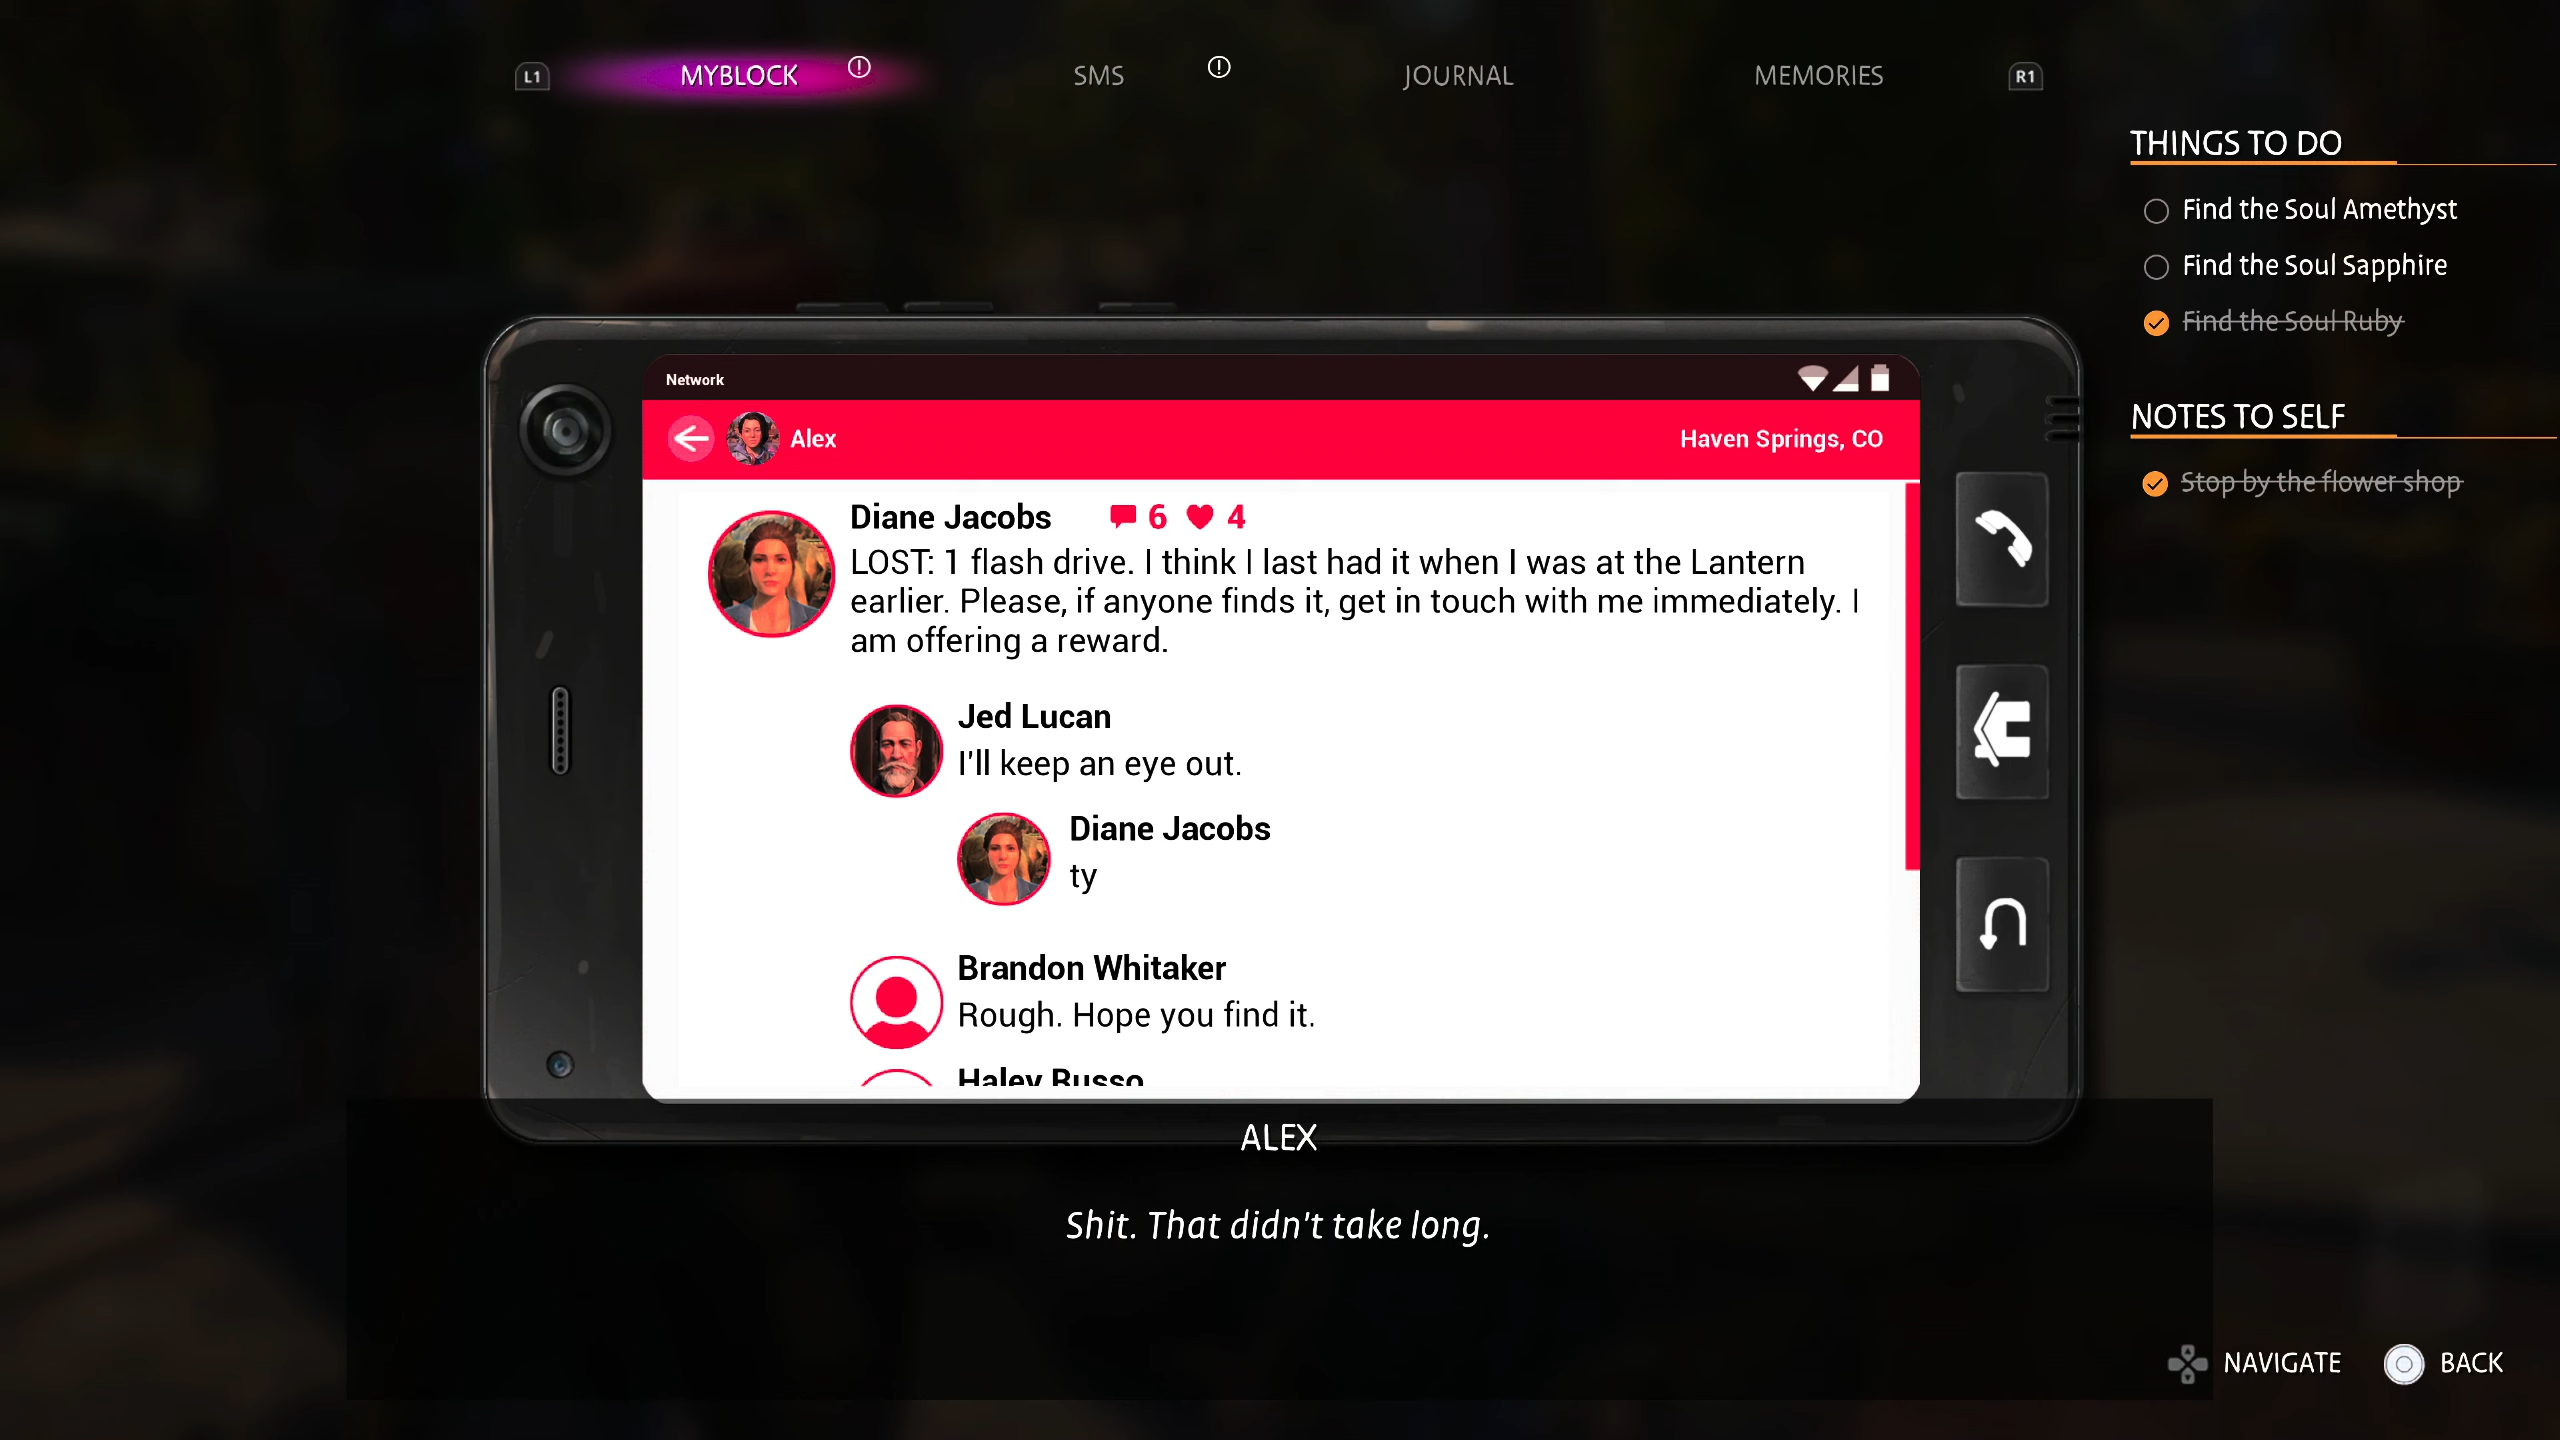 L1
MYBLOCK
SMS
JOURNAL
MEMORIES
R1
THINGS TO DO
Find the Soul Amethyst
Find the Soul Sapphire
Find the Soul Ruby
NOTES TO SELF
Stop by the flower shop
Network
Alex
Haven Springs, CO
Diane Jacobs 6 4
LOST: 1 flash drive. I think I last had it when I was at the Lantern
earlier. Please, if anyone finds it, get in touch with me immediately. I
am offering a reward.
Jed Lucan
I'll keep an eye out.
Diane Jacobs
ty
Brandon Whitaker
Rough. Hope you find it.
Haley Russo
ALEX
Shit. That didn't take long.
NAVIGATE
BACK